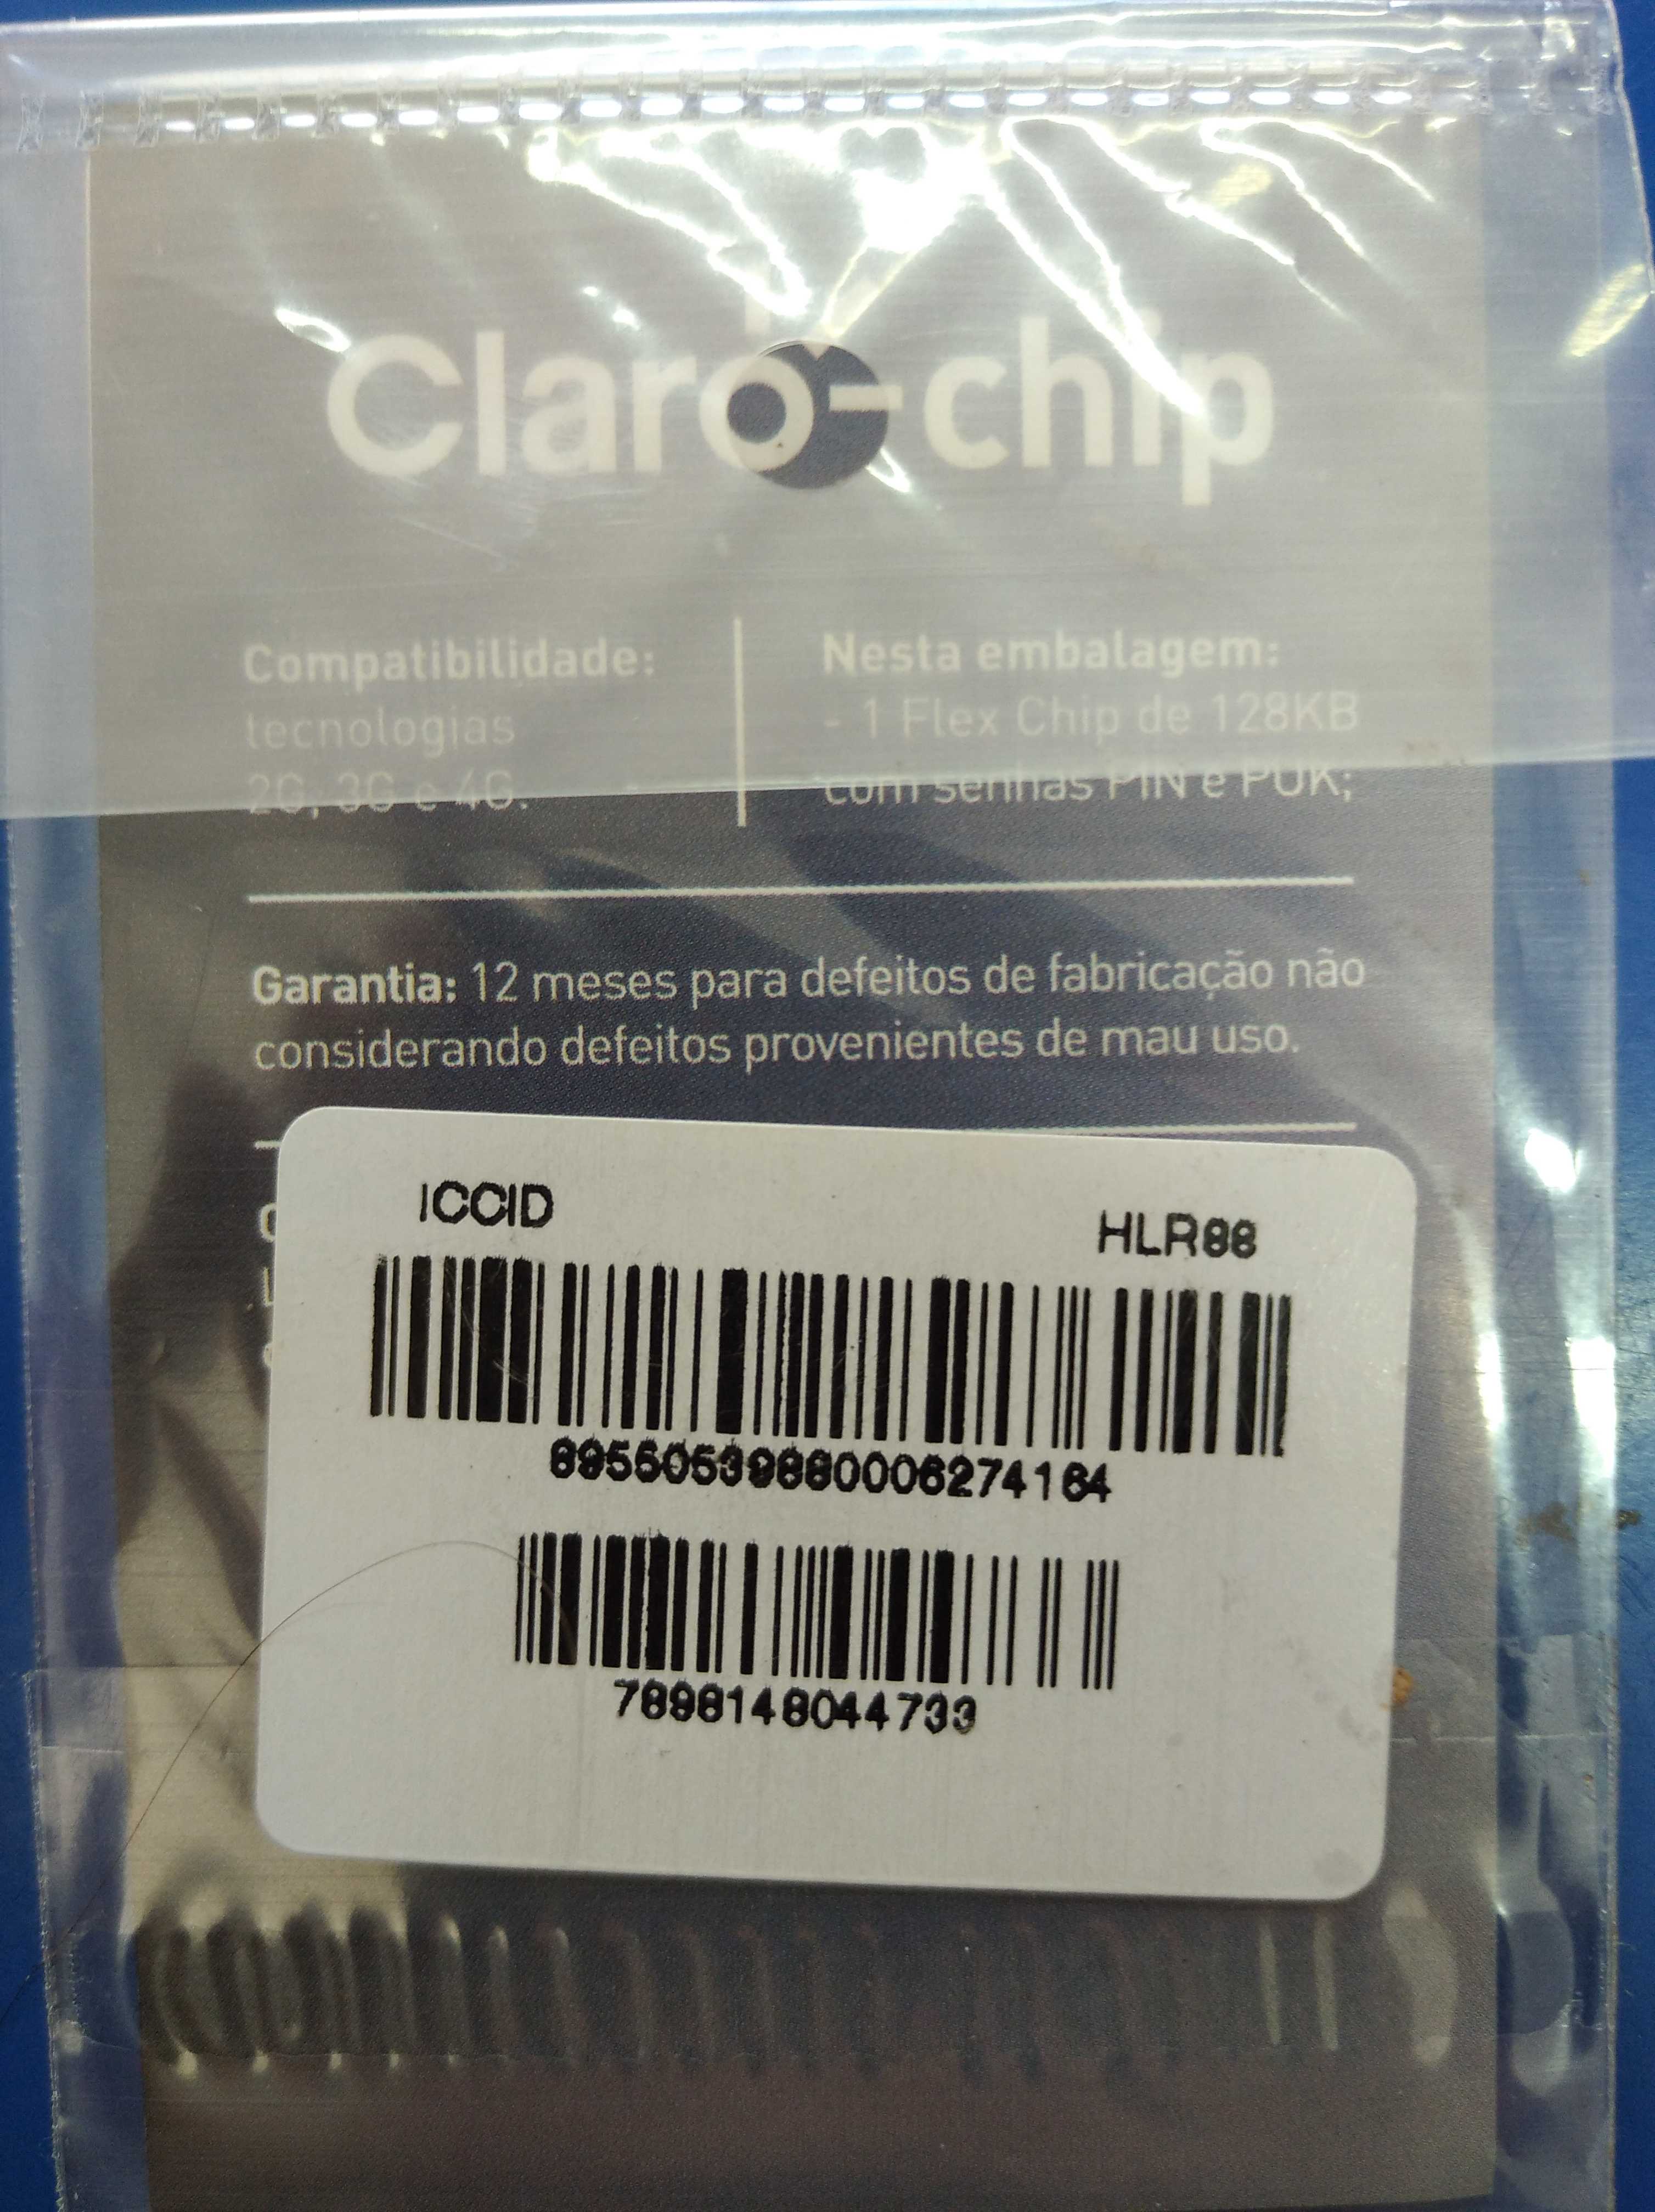 Claro-chip
Compatibilidade:
tecnologias
2G, 3G e 4G.
Nesta embalagem:
- 1 Flex Chip de 128KB
com senhas PIN e PUK;
Garantia: 12 meses para defeitos de fabricação não
considerando defeitos provenientes de mau uso.
ICCID
HLR88
89550539880006274164
7898148044733